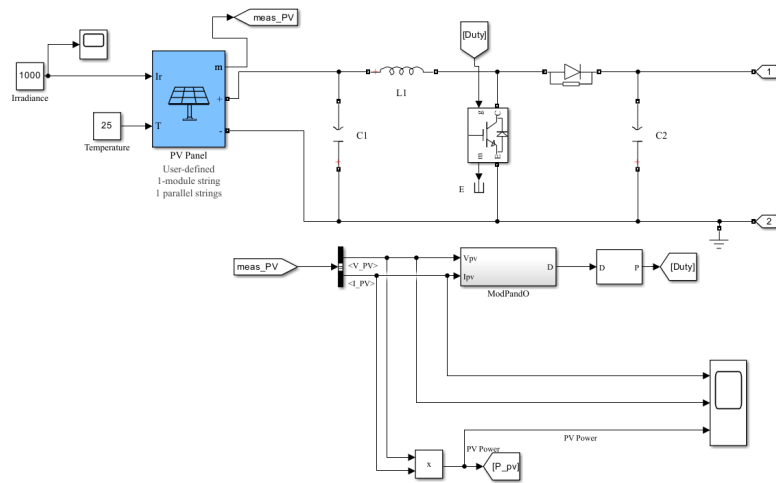 meas_PV
[Duty]
1000
Irradiance
Ir
m
+
T
-
25
Temperature
PV Panel
User-defined
1-module string
1 parallel strings
+
L1
C1
+
g
C
m
E
E
C2
+
1
2
meas_PV
<V_PV>
<I_PV>
Vpv
Ipv
D
ModPandO
D
P
[Duty]
PV Power
PV Power
x
[P_pv]